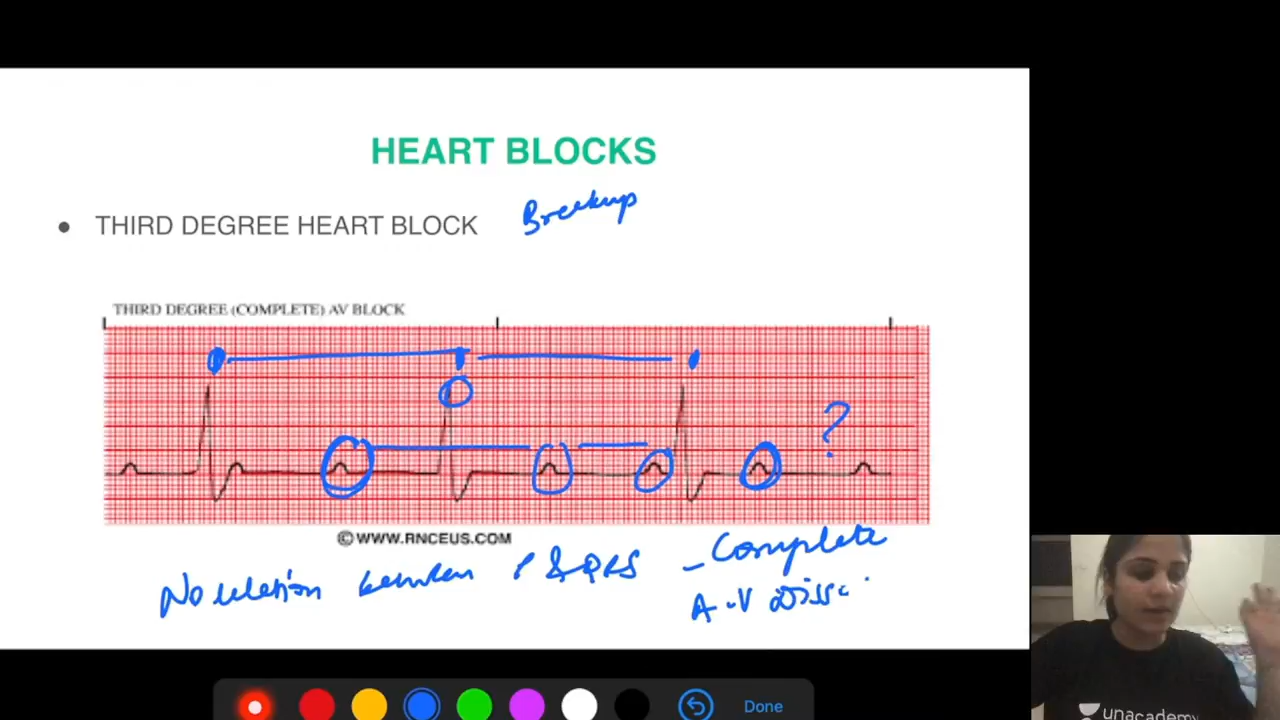 HEART BLOCKS
• THIRD DEGREE HEART BLOCK Breakup
THIRD DEGREE (COMPLETE) AV BLOCK
?
© WWW.RNCEUS.COM
No relation between P & QRS - Complete
A-V Diss.
Done
unacademy